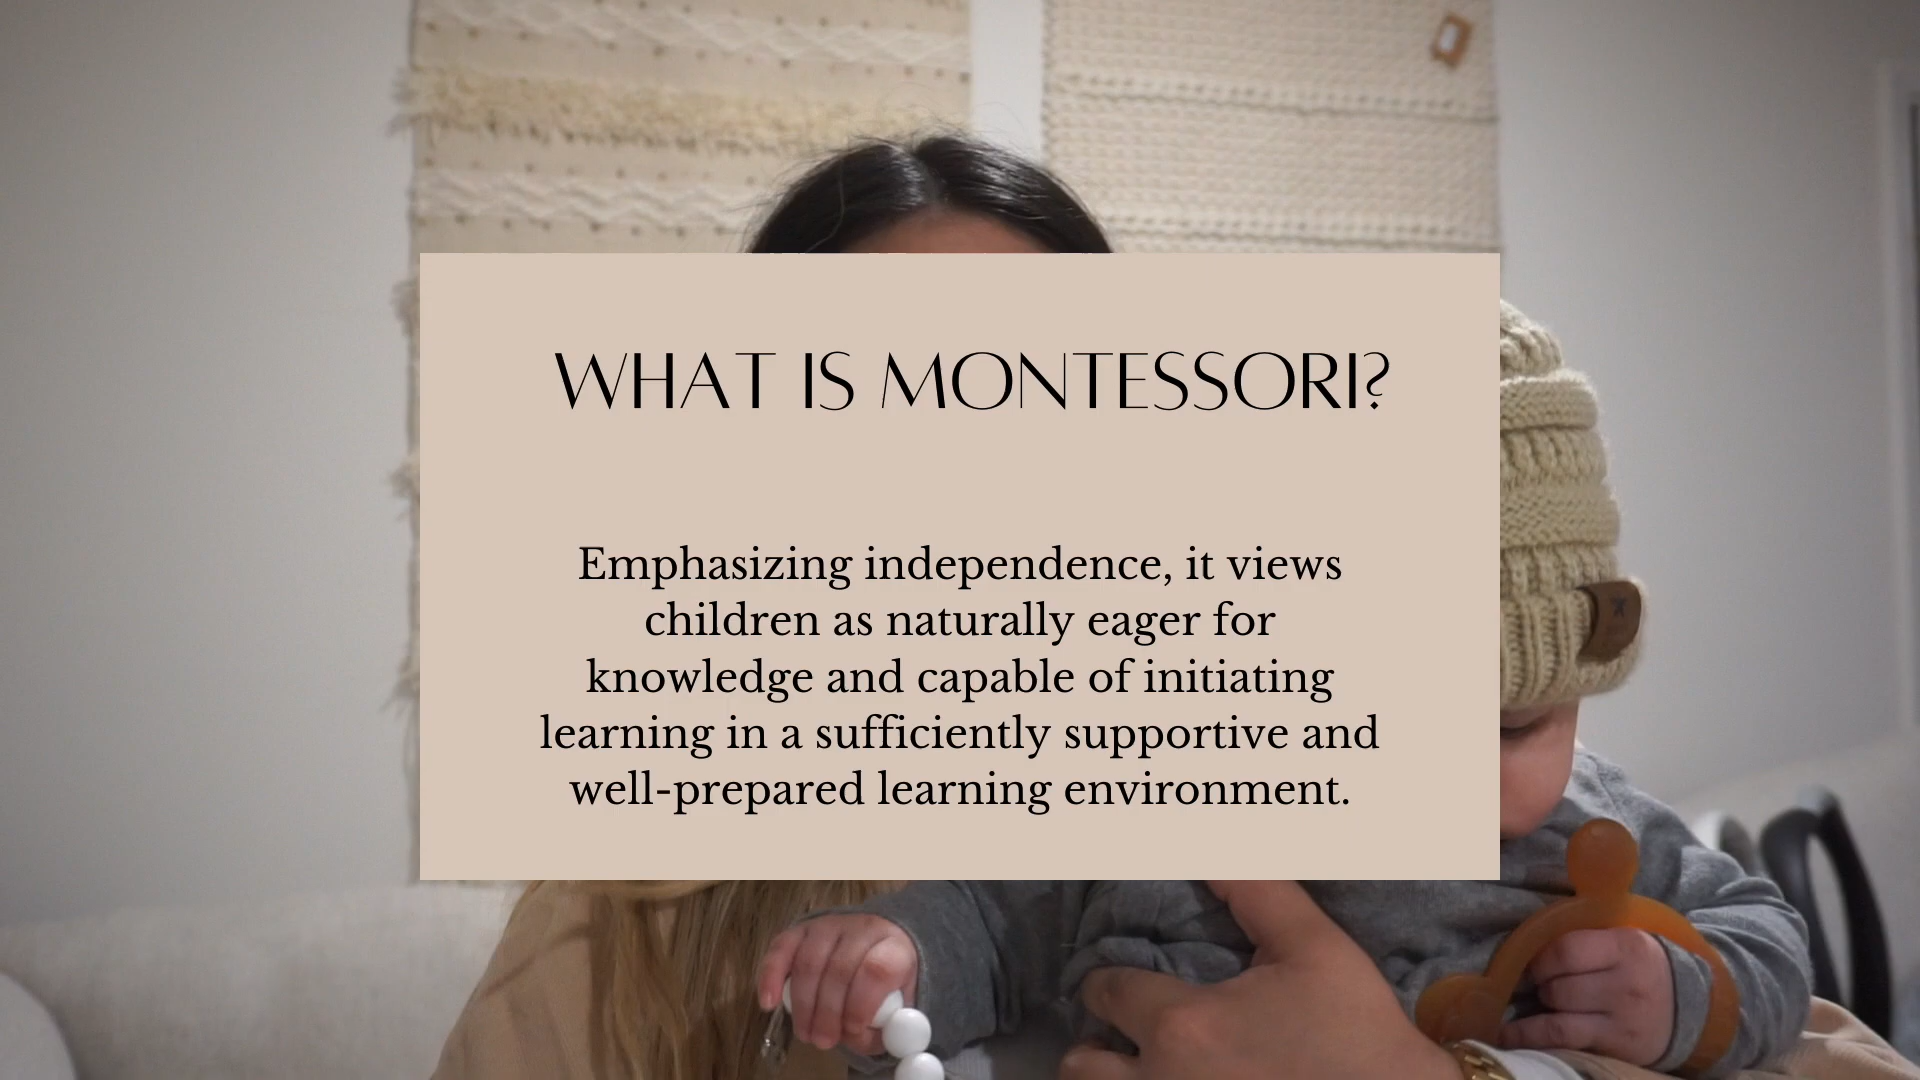 WHAT IS MONTESSORI?
Emphasizing independence, it views
children as naturally eager for
knowledge and capable of initiating
learning in a sufficiently supportive and
well-prepared learning environment.